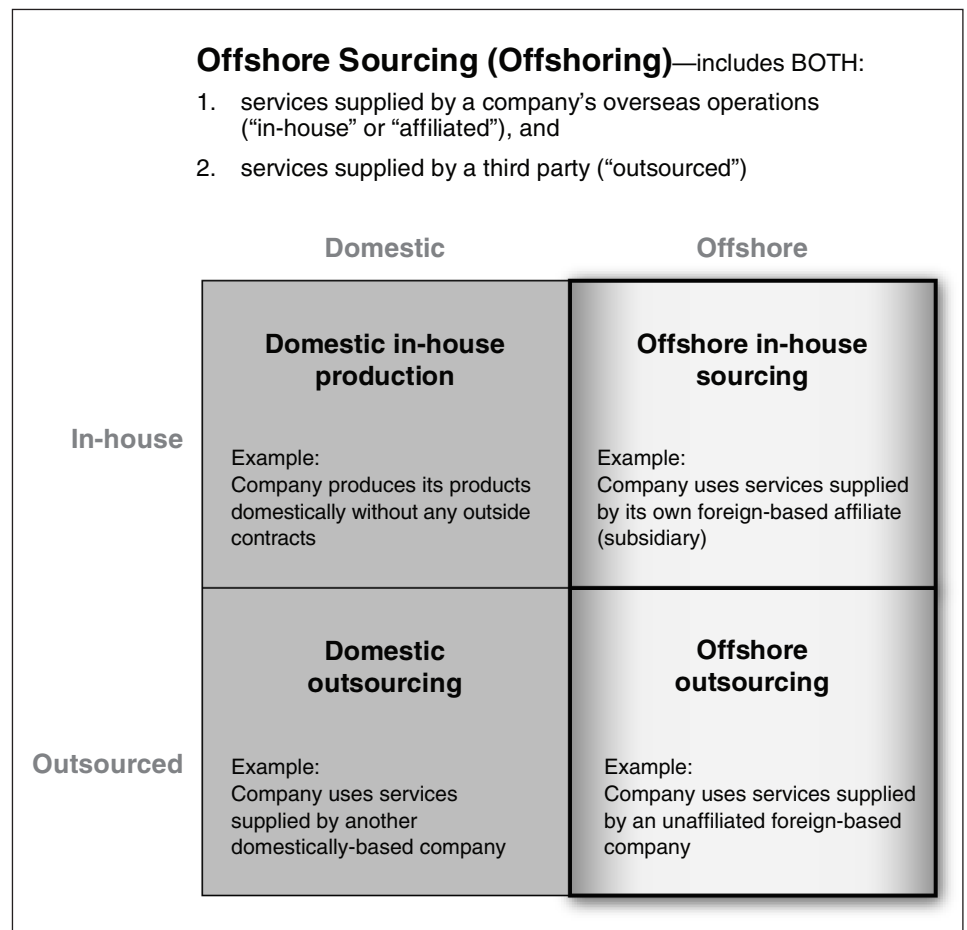 Offshore Sourcing (Offshoring)—includes BOTH:
1. services supplied by a company’s overseas operations
(“in-house” or “affiliated”), and
2. services supplied by a third party (“outsourced”)
Domestic
Offshore
In-house
Domestic in-house
production
Example:
Company produces its products
domestically without any outside
contracts
Offshore in-house
sourcing
Example:
Company uses services supplied
by its own foreign-based affiliate
(subsidiary)
Outsourced
Domestic
outsourcing
Example:
Company uses services
supplied by another
domestically-based company
Offshore
outsourcing
Example:
Company uses services supplied
by an unaffiliated foreign-based
company